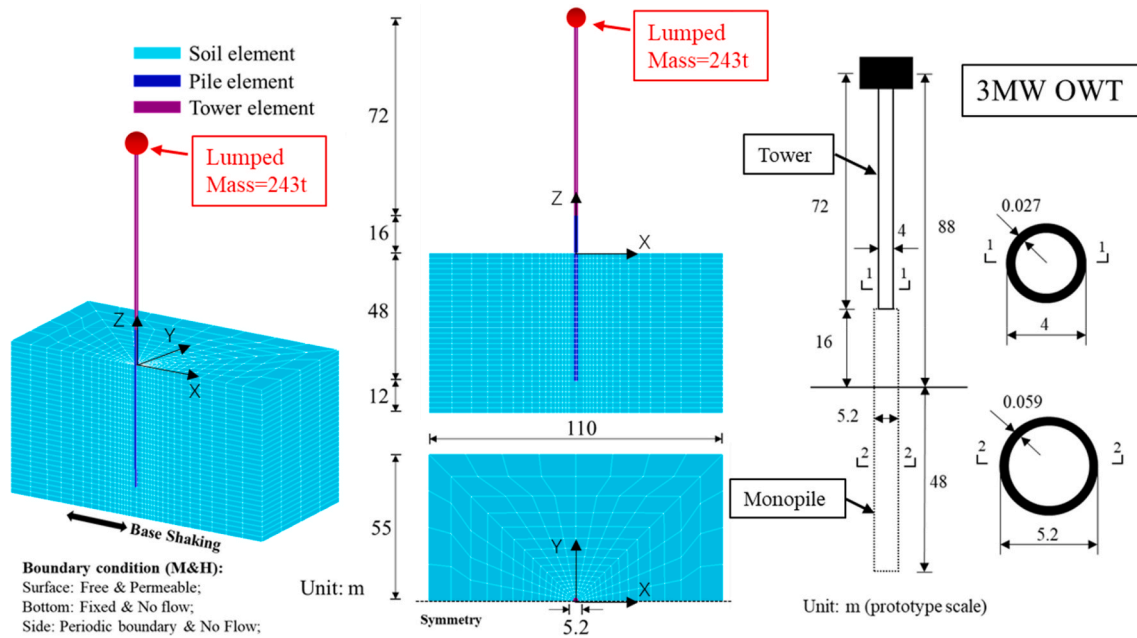 Soil element
Pile element
Tower element
Lumped
Mass=243t
Z
Y
X
Base Shaking
Boundary condition (M&H):
Surface: Free & Permeable;
Bottom: Fixed & No flow;
Side: Periodic boundary & No Flow;
Unit: m
72
16
48
12
Lumped
Mass=243t
Z
X
110
55
Y
X
Symmetry
5.2
3MW OWT
Tower
72
4
88
1
1
16
5.2
2
2
48
Monopile
Unit: m (prototype scale)
0.027
1
1
4
0.059
2
2
5.2